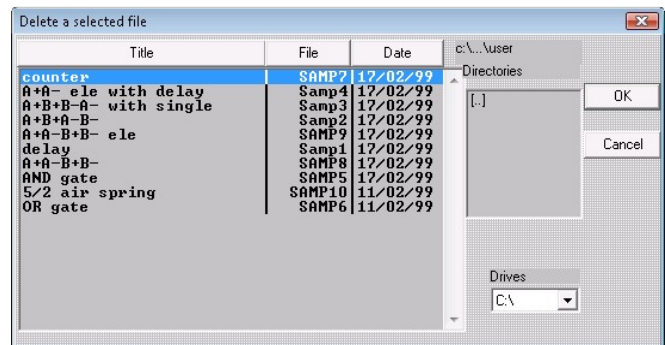 Delete a selected file
Title File Date c:\...\user
Directories
counter SAMP7 17/02/99
A+A- ele with delay Samp4 17/02/99
A+B+B-A- with single Samp3 17/02/99
A+B+A-B- Samp2 17/02/99
A+A-B+B- ele SAMP9 17/02/99
delay Samp1 17/02/99
A+A-B+B- SAMP8 17/02/99
AND gate SAMP5 17/02/99
5/2 air spring SAMP10 11/02/99
OR gate SAMP6 11/02/99
[..]
OK
Cancel
Drives
C:\